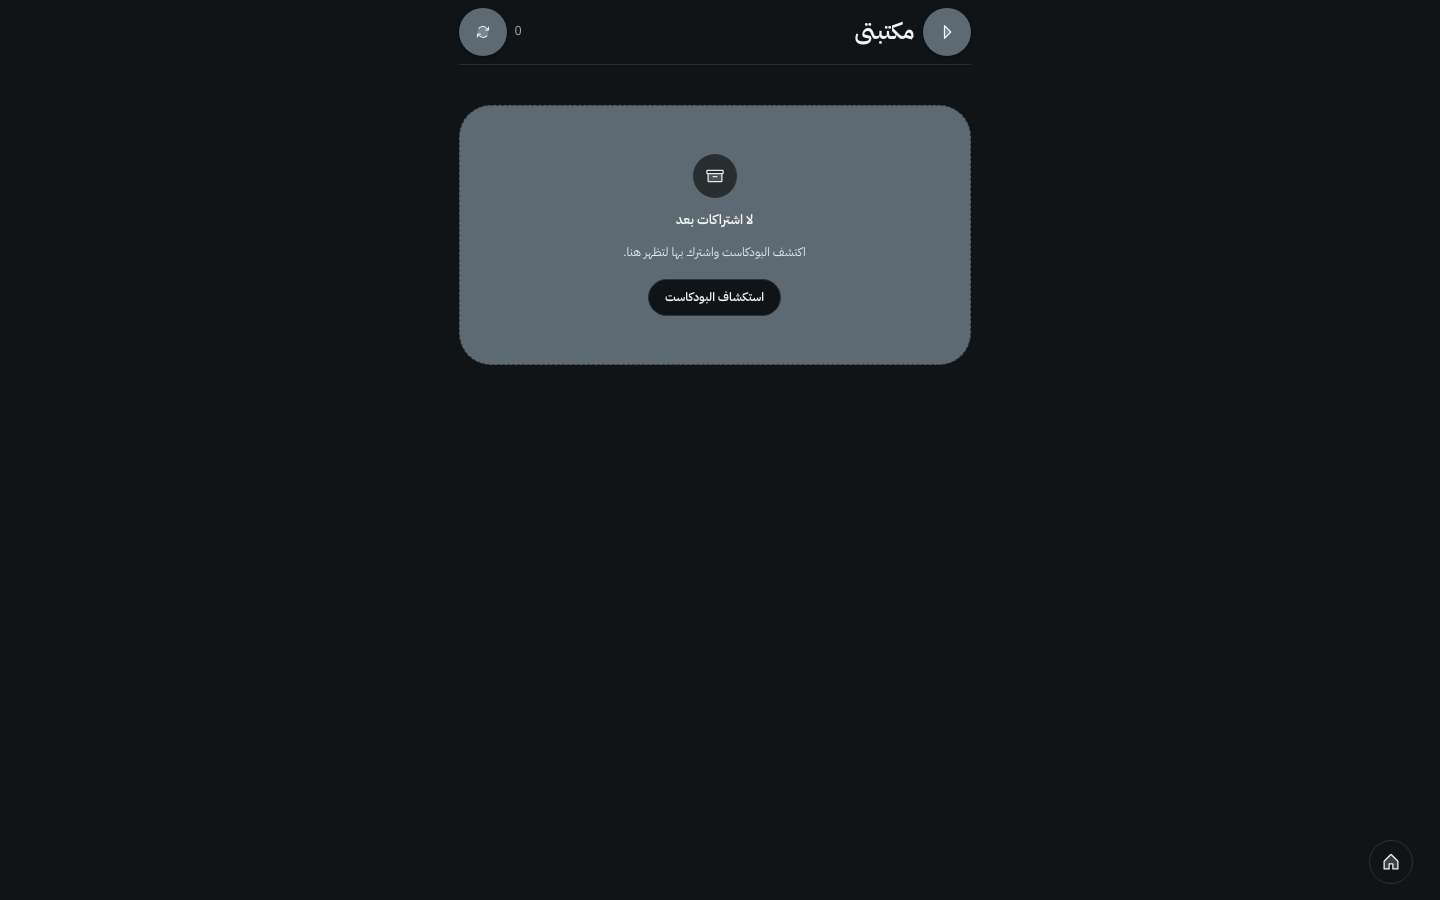 مكتبتي
0
لا اشتراكات بعد
اكتشف البودكاست واشترك بها لتظهر هنا.
استكشاف البودكاست